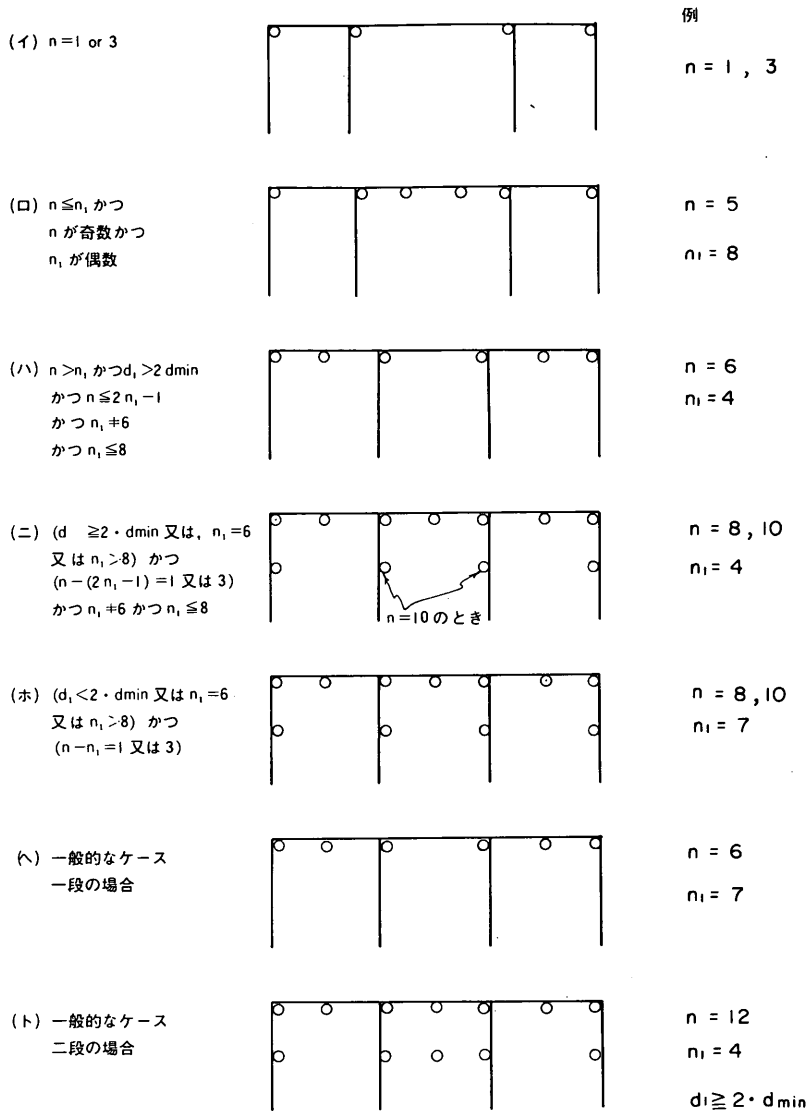 例
(イ) n=1 or 3
n = 1 , 3
(ロ) n≦n₁ かつ
n が奇数かつ
n₁ が偶数
n = 5
n₁ = 8
(ハ) n>n₁ かつd₁>2 dmin
かつ n≦2 n₁−1
かつ n₁≠6
かつ n₁≦8
n = 6
n₁ = 4
(ニ) (d ≧2・dmin 又は, n₁=6
又は n₁>8) かつ
(n−(2 n₁−1)=1 又は 3)
かつ n₁≠6 かつ n₁≦8
n=10 のとき
n = 8 , 10
n₁ = 4
(ホ) (d₁<2・dmin 又は n₁=6
又は n₁>8) かつ
(n−n₁=1 又は 3)
n = 8 , 10
n₁ = 7
(ヘ) 一般的なケース
一段の場合
n = 6
n₁ = 7
(ト) 一般的なケース
二段の場合
n = 12
n₁ = 4
d₁≧2・dmin